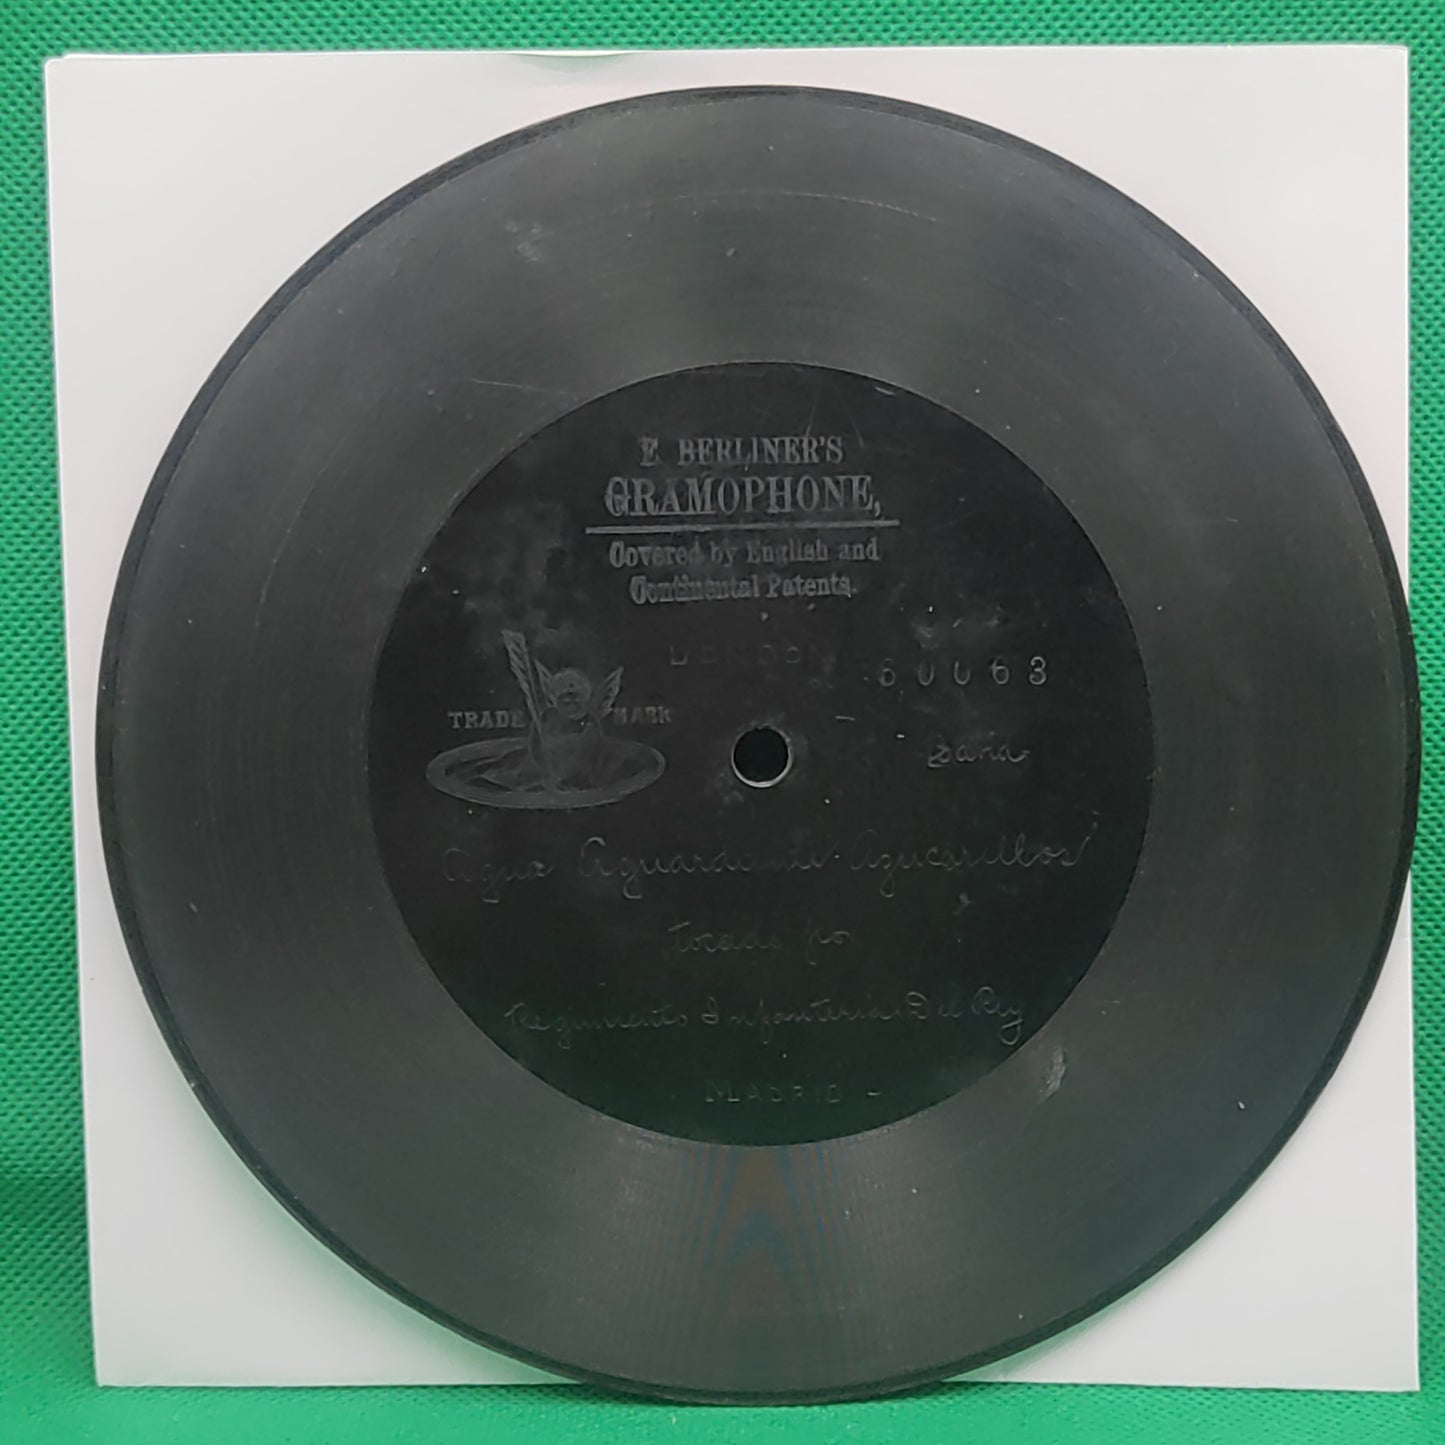 E. BERLINER'S
GRAMOPHONE,
Covered by English and
Continental Patents.
LONDON
60063
TRADE MARK
Banda
Agua Aguardiente Azucarillos
tocado por
Regimiento Infanteria Del Rey
MADRID -